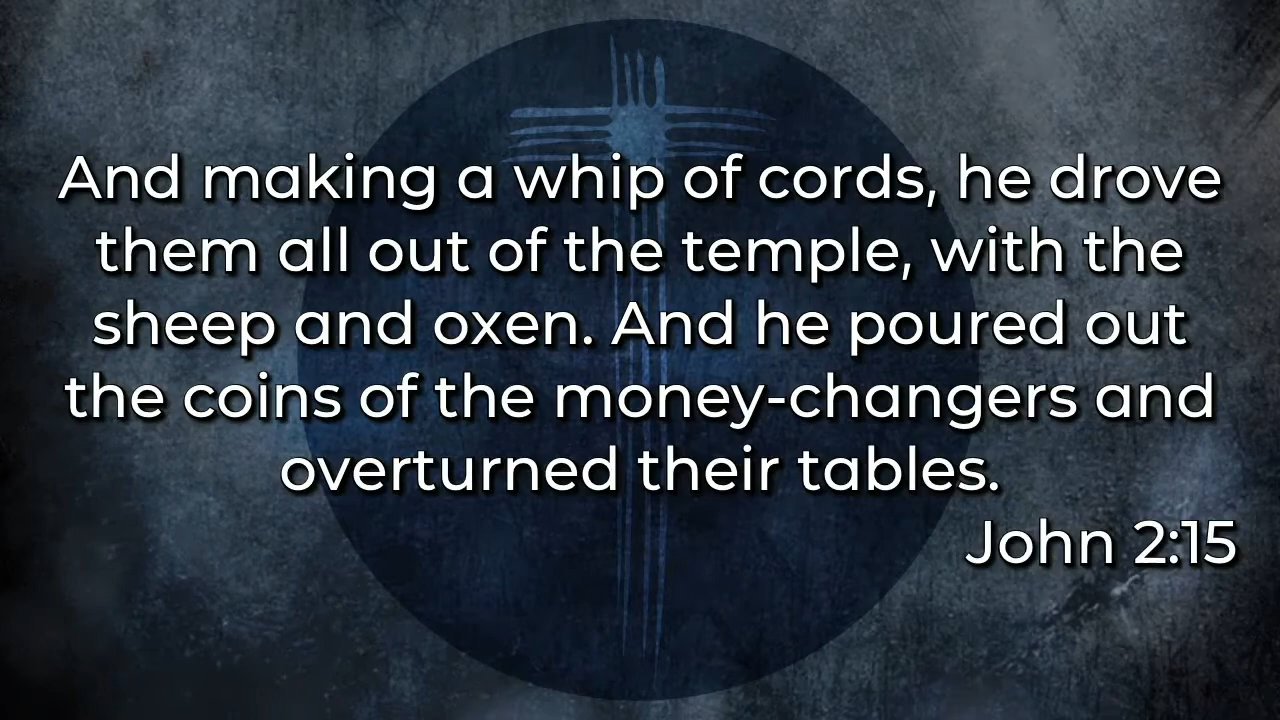 And making a whip of cords, he drove
them all out of the temple, with the
sheep and oxen. And he poured out
the coins of the money-changers and
overturned their tables.
John 2:15